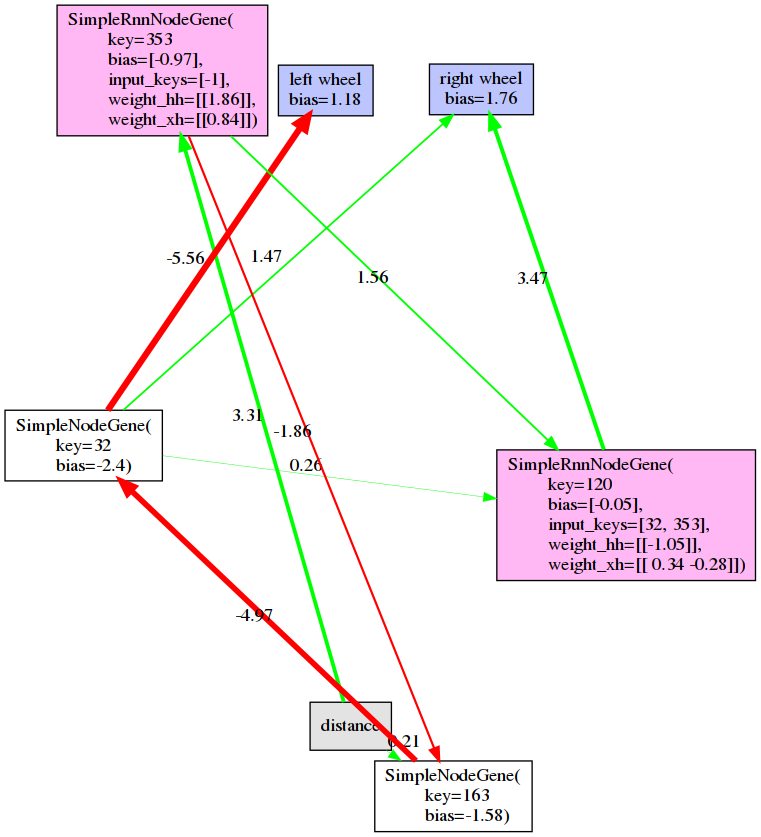 SimpleRnnNodeGene(
key=353
bias=[-0.97],
input_keys=[-1],
weight_hh=[[1.86]],
weight_xh=[[0.84]])
left wheel
bias=1.18
right wheel
bias=1.76
-5.56
1.47
1.56
3.47
3.31
-1.86
0.26
SimpleNodeGene(
key=32
bias=-2.4)
SimpleRnnNodeGene(
key=120
bias=[-0.05],
input_keys=[32, 353],
weight_hh=[[-1.05]],
weight_xh=[[ 0.34 -0.28]])
-4.97
distance
0.21
SimpleNodeGene(
key=163
bias=-1.58)